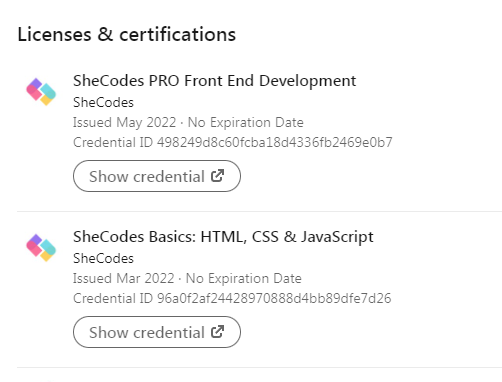 Licenses & certifications
SheCodes PRO Front End Development
SheCodes
Issued May 2022 · No Expiration Date
Credential ID 498249d8c60fcba18d4336fb2469e0b7
Show credential
SheCodes Basics: HTML, CSS & JavaScript
SheCodes
Issued Mar 2022 · No Expiration Date
Credential ID 96a0f2af24428970888d4bb89dfe7d26
Show credential